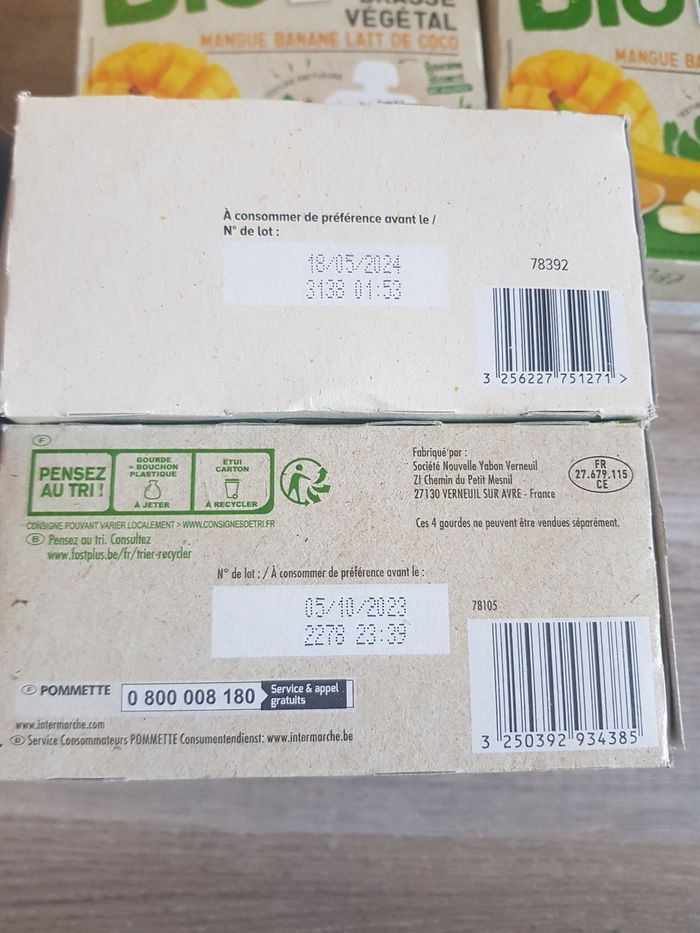 BIO
BRASSÉ
VÉGÉTAL
MANGUE BANANE LAIT DE COCO
BIO
MANGUE BA
À consommer de préférence avant le /
N° de lot :
18/05/2024
3138 01:53
78392
3 256227 751271 >
F
PENSEZ
AU TRI !
GOURDE
+ BOUCHON
PLASTIQUE
À JETER
ÉTUI
CARTON
À RECYCLER
CONSIGNE POUVANT VARIER LOCALEMENT > WWW.CONSIGNESDETRI.FR
B Pensez au tri. Consultez
www.fostplus.be/fr/trier-recycler
Fabriqué par :
Société Nouvelle Yabon Verneuil
ZI Chemin du Petit Mesnil
27130 VERNEUIL SUR AVRE - France
FR
27.679.115
CE
Ces 4 gourdes ne peuvent être vendues séparément.
N° de lot : / À consommer de préférence avant le :
05/10/2023
2278 23:39
78105
3 250392 934385
F POMMETTE
0 800 008 180
Service & appel
gratuits
www.intermarche.com
B Service Consommateurs POMMETTE Consumentendienst: www.intermarche.be